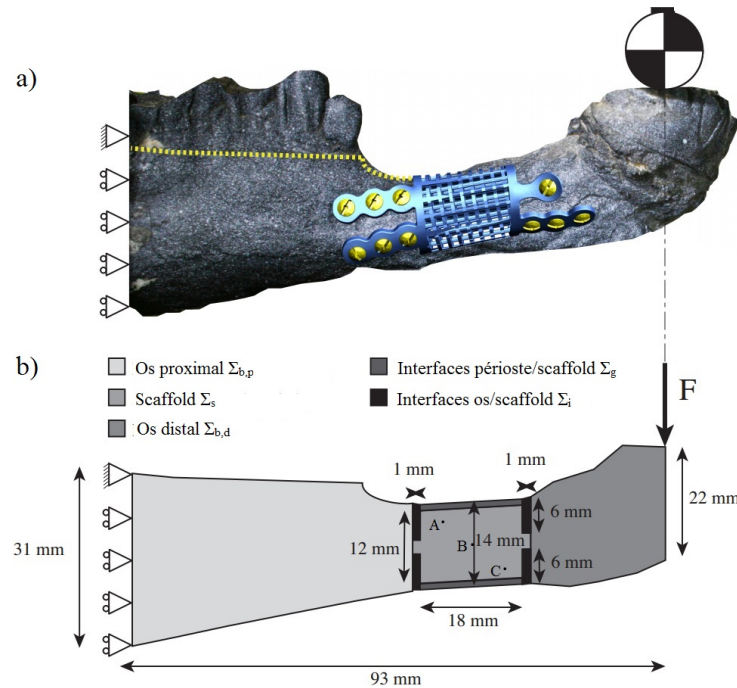 a)
b)
Os proximal Σb,p
Interfaces périoste/scaffold Σg
Scaffold Σs
Interfaces os/scaffold Σi
Os distal Σb,d
F
1 mm
1 mm
31 mm
12 mm
A
B
C
14 mm
6 mm
6 mm
22 mm
18 mm
93 mm